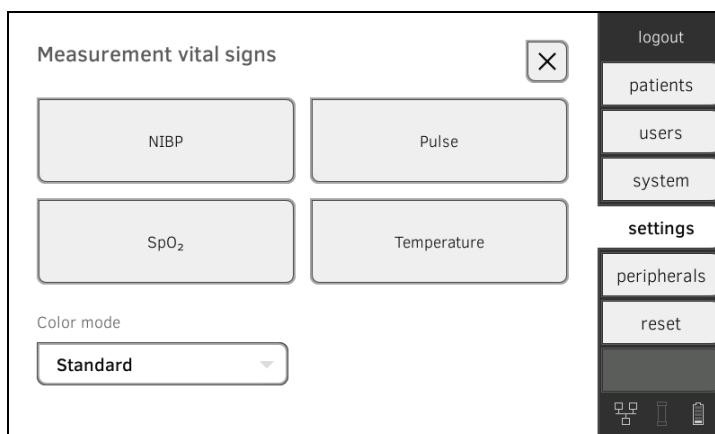 Measurement vital signs
NIBP
Pulse
SpO₂
Temperature
Color mode
Standard
logout
patients
users
system
settings
peripherals
reset